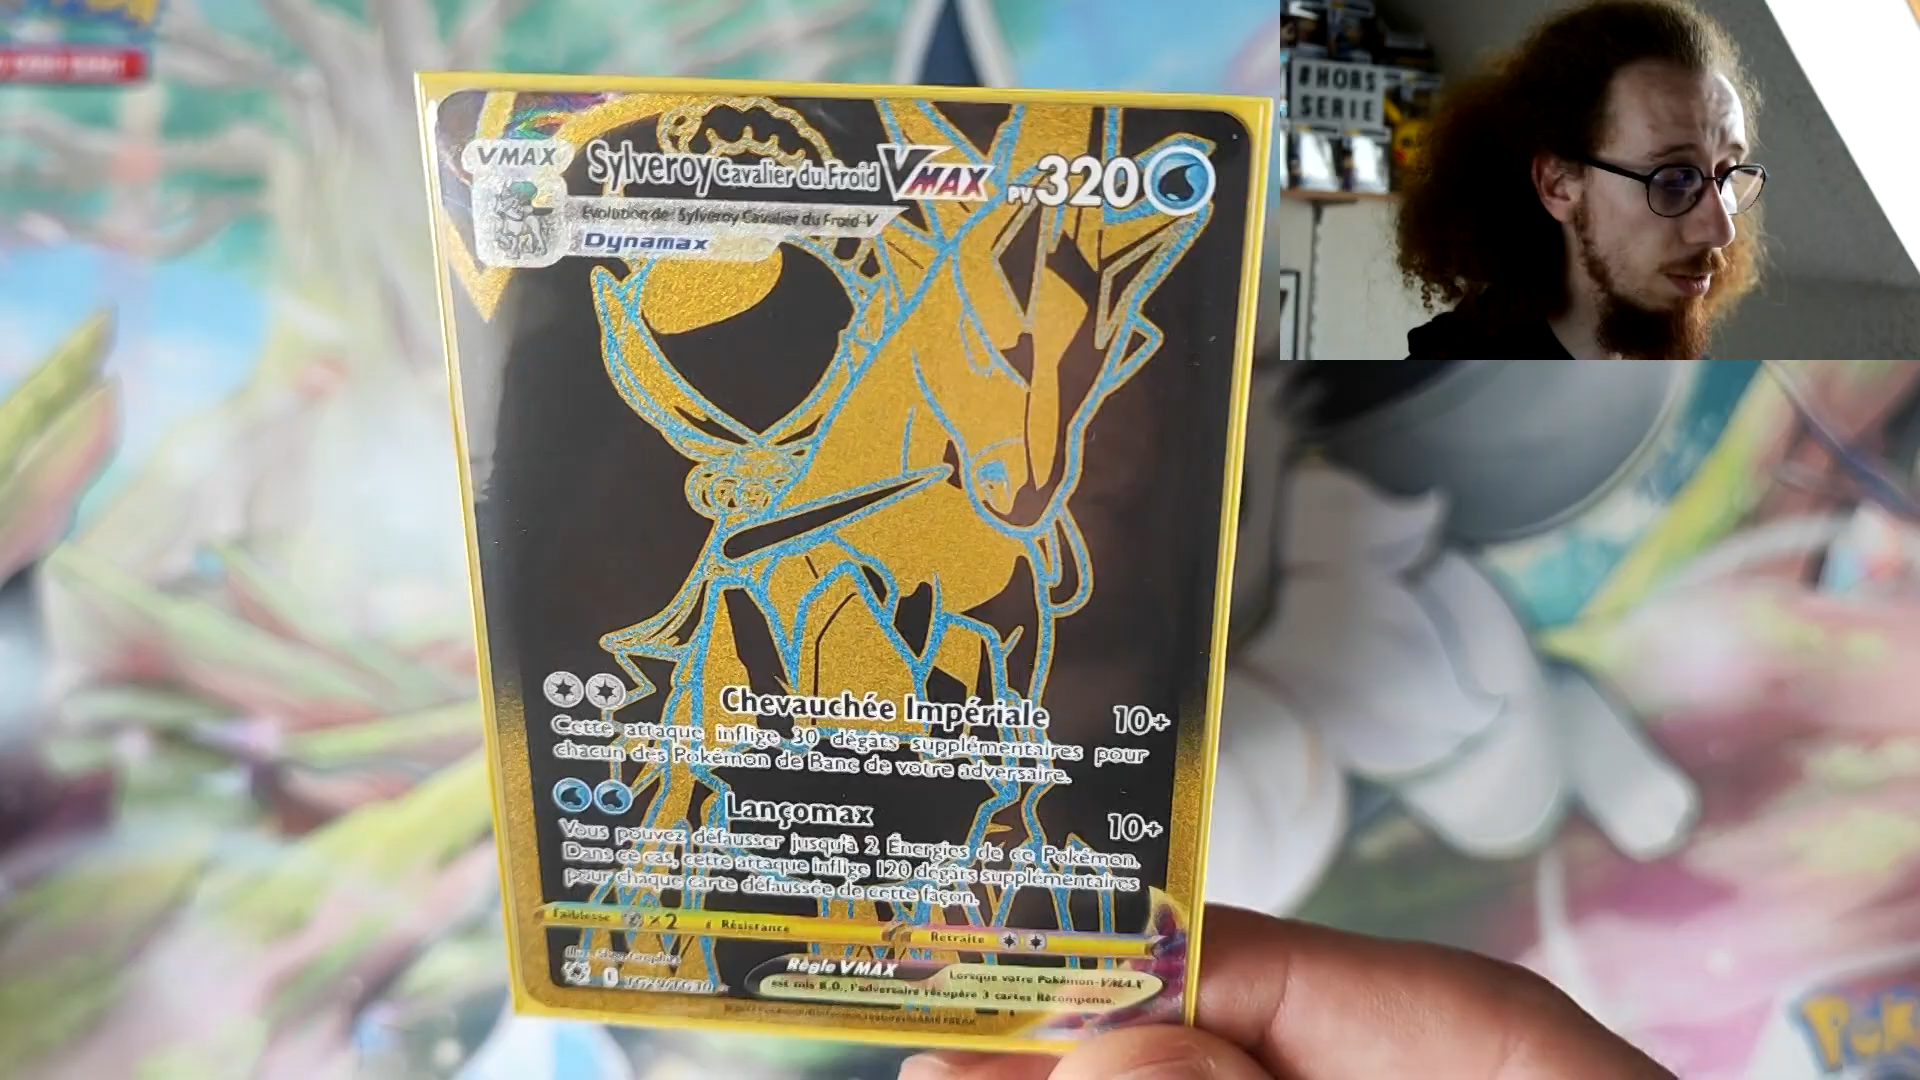 #HORS
SERIE
VMAX
Sylveroy Cavalier du Froid VMAX PV 320
Évolution de Sylveroy Cavalier du Froid-V
Dynamax
Chevauchée Impériale 10+
Cette attaque inflige 30 dégâts supplémentaires pour
chacun des Pokémon de Banc de votre adversaire.
Lançomax 10+
Vous pouvez défausser jusqu'à 2 Énergies de ce Pokémon.
Dans ce cas, cette attaque inflige 120 dégâts supplémentaires
pour chaque carte défaussée de cette façon.
Faiblesse ×2 Résistance Retraite
Règle VMAX Lorsque votre Pokémon-VMAX
est mis K.O., l'adversaire récupère 3 cartes Récompense.